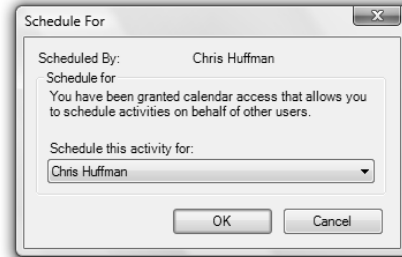 Schedule For
Scheduled By: Chris Huffman
Schedule for
You have been granted calendar access that allows you
to schedule activities on behalf of other users.
Schedule this activity for:
Chris Huffman
OK Cancel